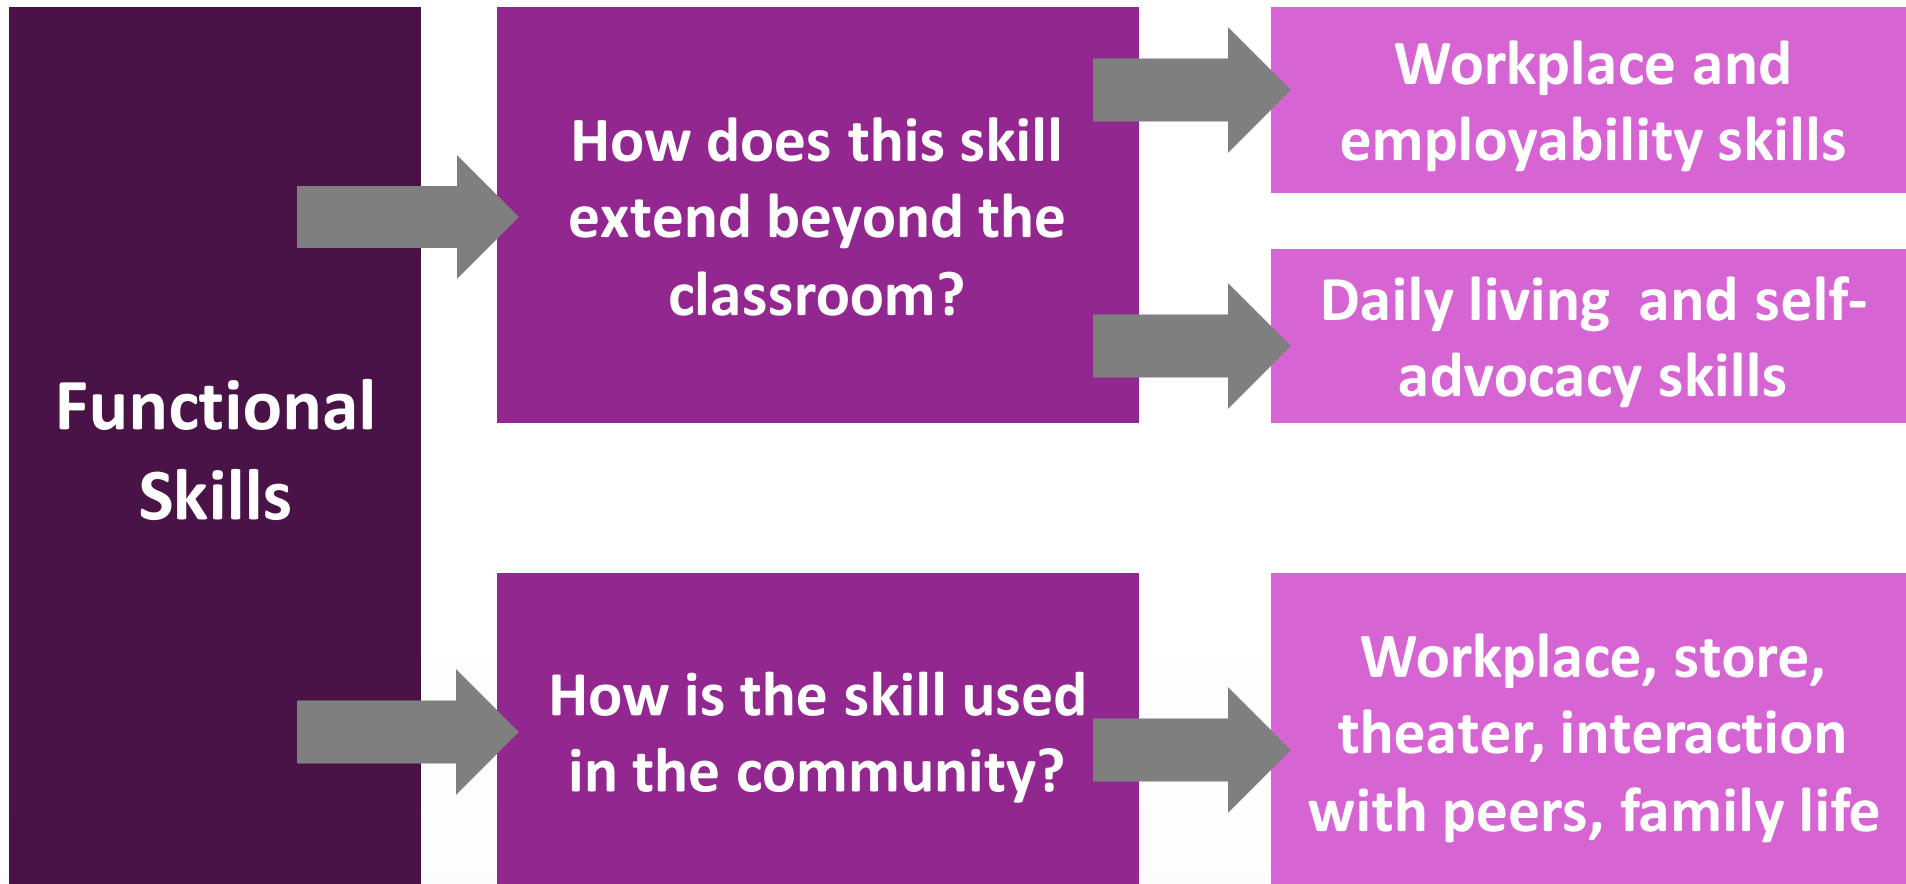 Functional
Skills
How does this skill
extend beyond the
classroom?
Workplace and
employability skills
Daily living  and self-
advocacy skills
How is the skill used
in the community?
Workplace, store,
theater, interaction
with peers, family life